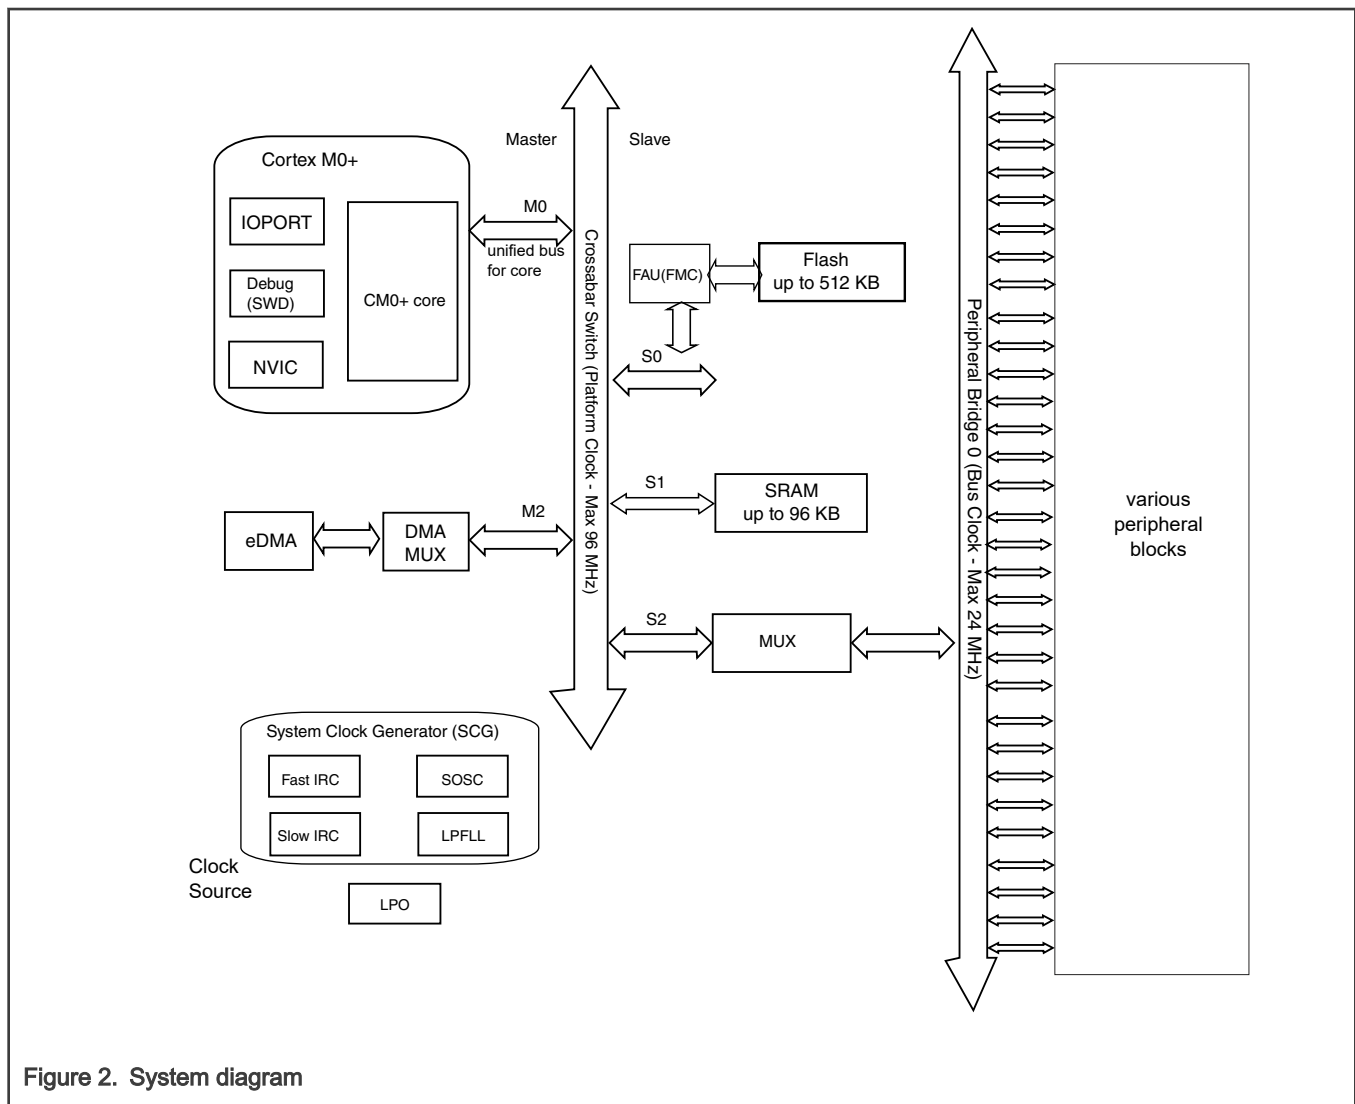 Master
Slave
Cortex M0+
IOPORT
Debug
(SWD)
NVIC
CM0+ core
M0
unified bus
for core
Crossabar Switch (Platform Clock - Max 96 MHz)
FAU(FMC)
Flash
up to 512 KB
S0
S1
SRAM
up to 96 KB
eDMA
DMA
MUX
M2
S2
MUX
Peripheral Bridge 0 (Bus Clock - Max 24 MHz)
various
peripheral
blocks
System Clock Generator (SCG)
Fast IRC
SOSC
Slow IRC
LPFLL
Clock
Source
LPO
Figure 2. System diagram